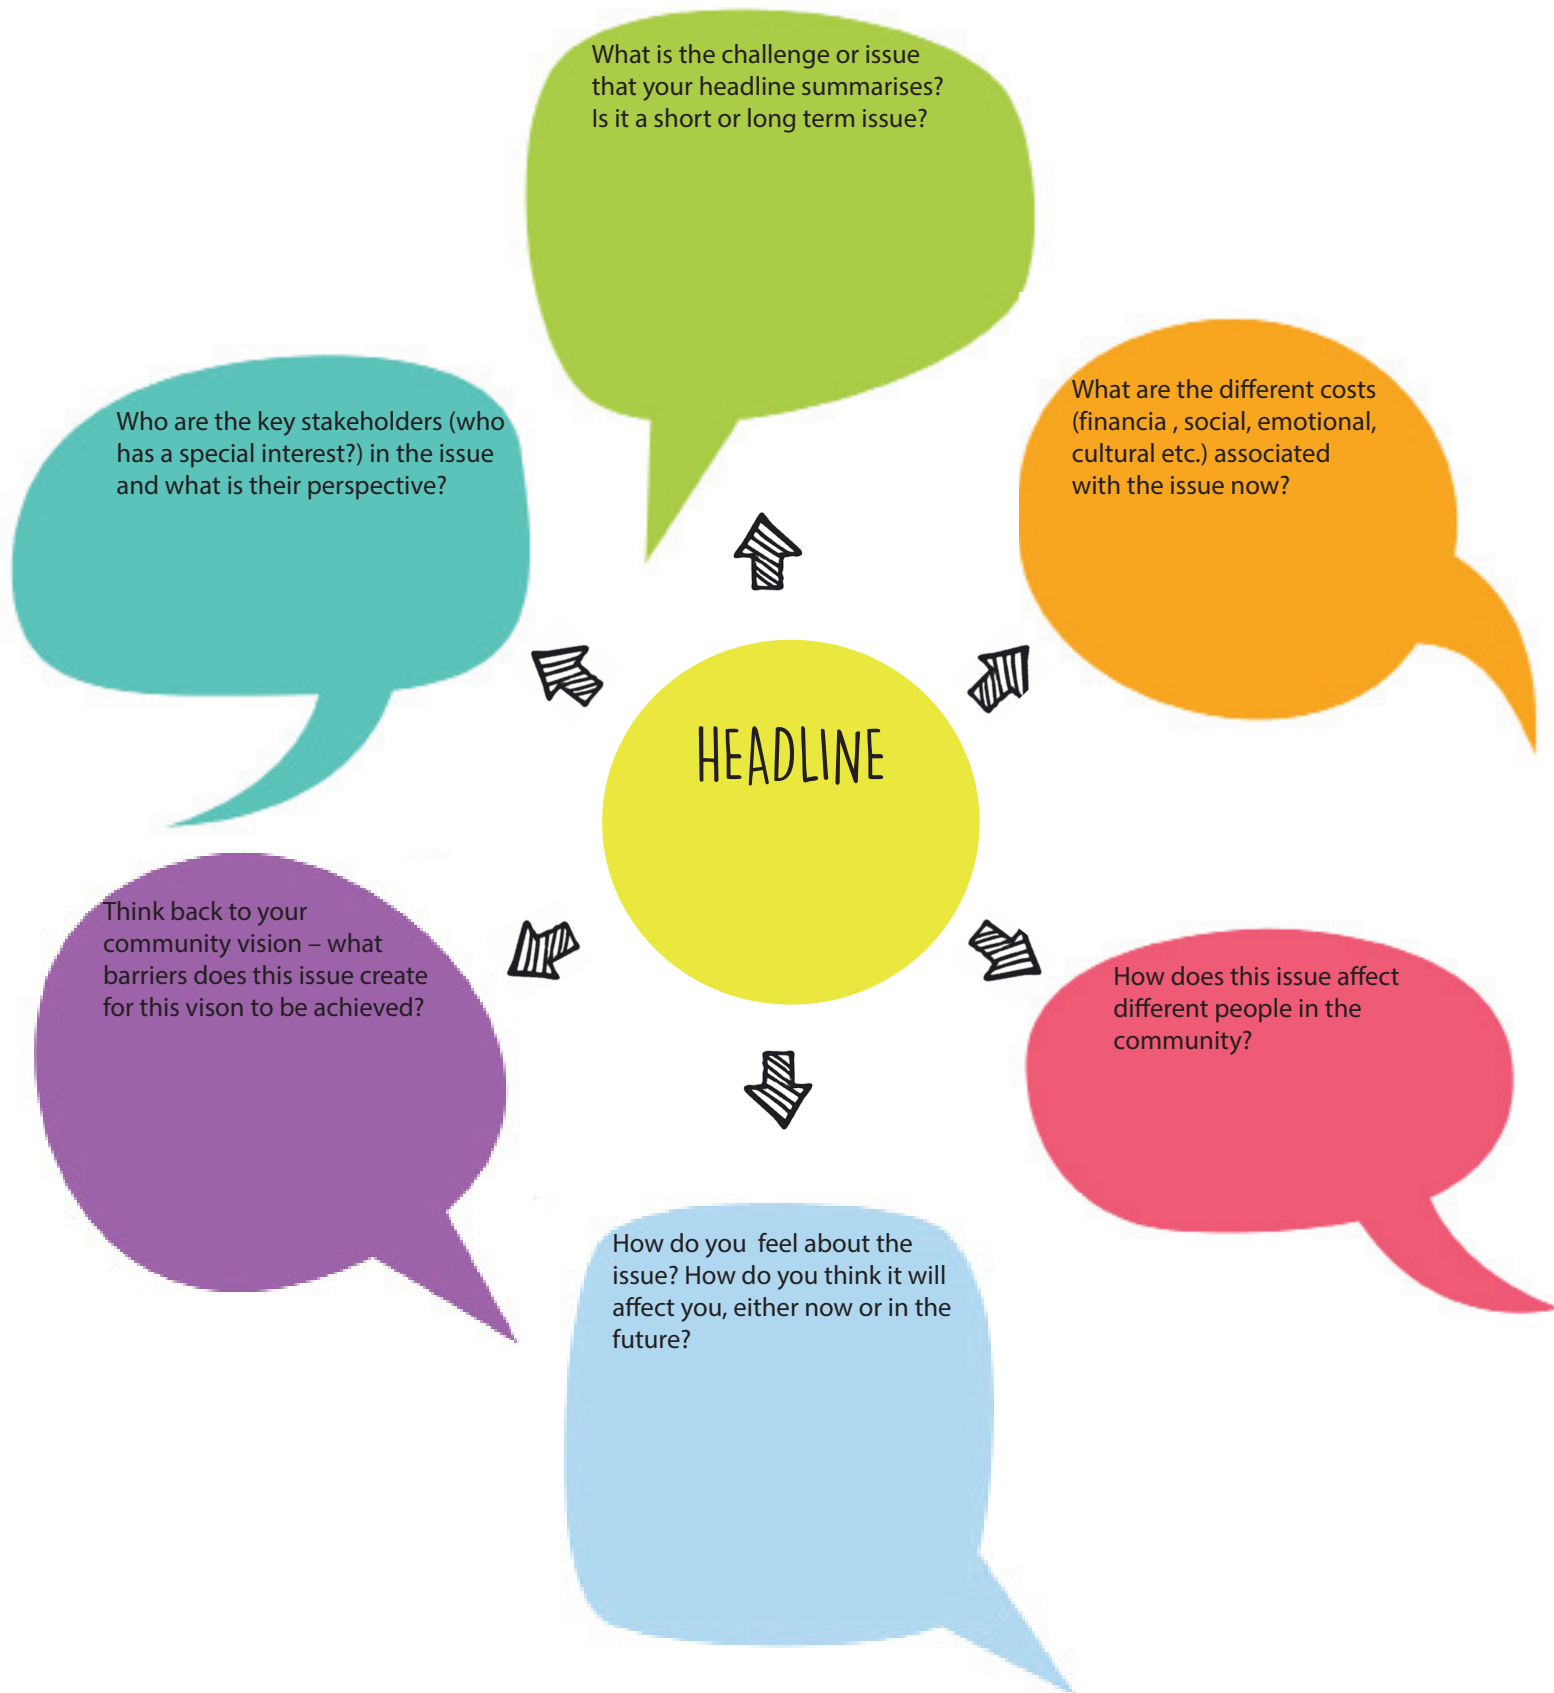 What is the challenge or issue
that your headline summarises?
Is it a short or long term issue?
What are the different costs
(financia , social, emotional,
cultural etc.) associated
with the issue now?
Who are the key stakeholders (who
has a special interest?) in the issue
and what is their perspective?
HEADLINE
Think back to your
community vision – what
barriers does this issue create
for this vison to be achieved?
How does this issue affect
different people in the
community?
How do you  feel about the
issue? How do you think it will
affect you, either now or in the
future?